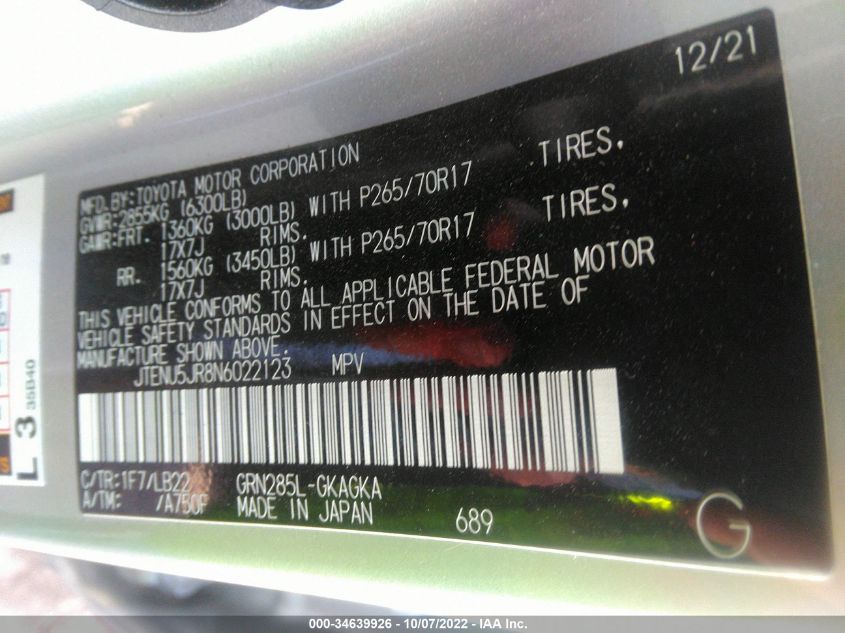 12/21
MFD.BY:TOYOTA MOTOR CORPORATION
GVWR:2855KG (6300LB)
GAWR:FRT. 1360KG (3000LB) WITH P265/70R17 TIRES,
17X7J RIMS.
RR. 1560KG (3450LB) WITH P265/70R17 TIRES,
17X7J RIMS.
THIS VEHICLE CONFORMS TO ALL APPLICABLE FEDERAL MOTOR
VEHICLE SAFETY STANDARDS IN EFFECT ON THE DATE OF
MANUFACTURE SHOWN ABOVE.
JTENU5JR8N6022123 MPV
C/TR:1F7/LB22 GRN285L-GKAGKA
A/TM: /A750F MADE IN JAPAN 689
G
L 3 35B40
000-34639926 - 10/07/2022 - IAA Inc.